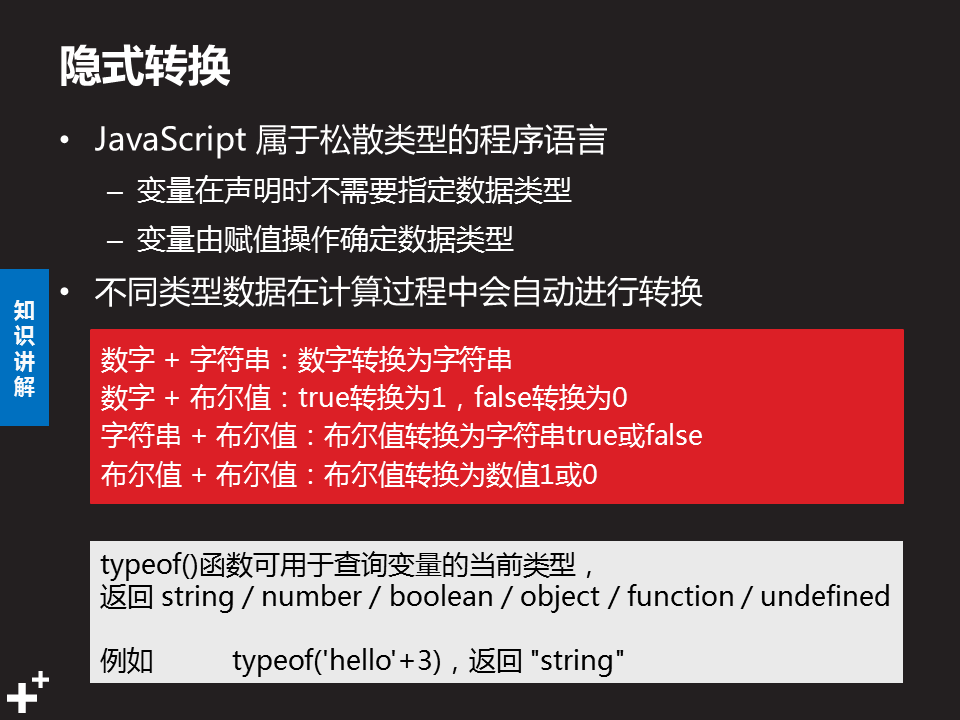 隐式转换
• JavaScript 属于松散类型的程序语言
– 变量在声明时不需要指定数据类型
– 变量由赋值操作确定数据类型
• 不同类型数据在计算过程中会自动进行转换
知识讲解
数字 + 字符串：数字转换为字符串
数字 + 布尔值：true转换为1，false转换为0
字符串 + 布尔值：布尔值转换为字符串true或false
布尔值 + 布尔值：布尔值转换为数值1或0
typeof()函数可用于查询变量的当前类型，
返回 string / number / boolean / object / function / undefined
例如 typeof('hello'+3)，返回 "string"